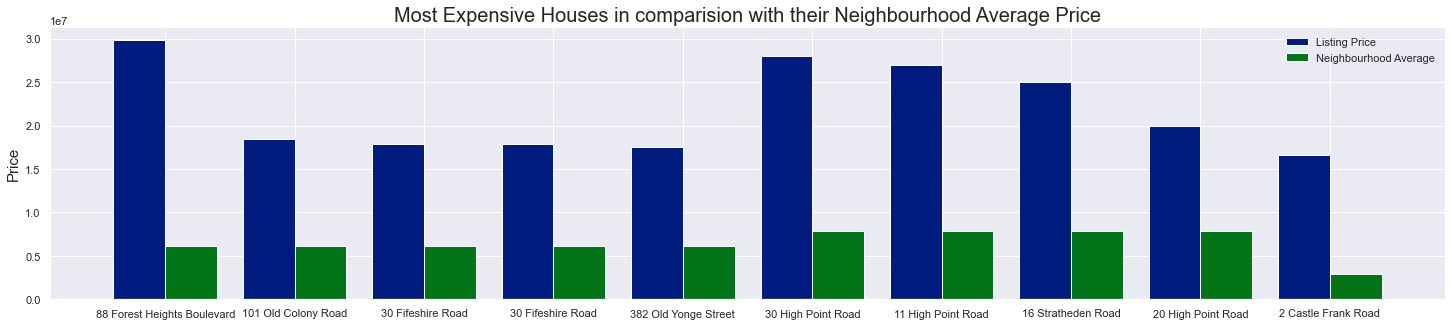 Most Expensive Houses in comparision with their Neighbourhood Average Price
1e7
Listing Price
Neighbourhood Average
Price
3.0
2.5
2.0
1.5
1.0
0.5
0.0
88 Forest Heights Boulevard 101 Old Colony Road 30 Fifeshire Road 30 Fifeshire Road 382 Old Yonge Street 30 High Point Road 11 High Point Road 16 Stratheden Road 20 High Point Road 2 Castle Frank Road